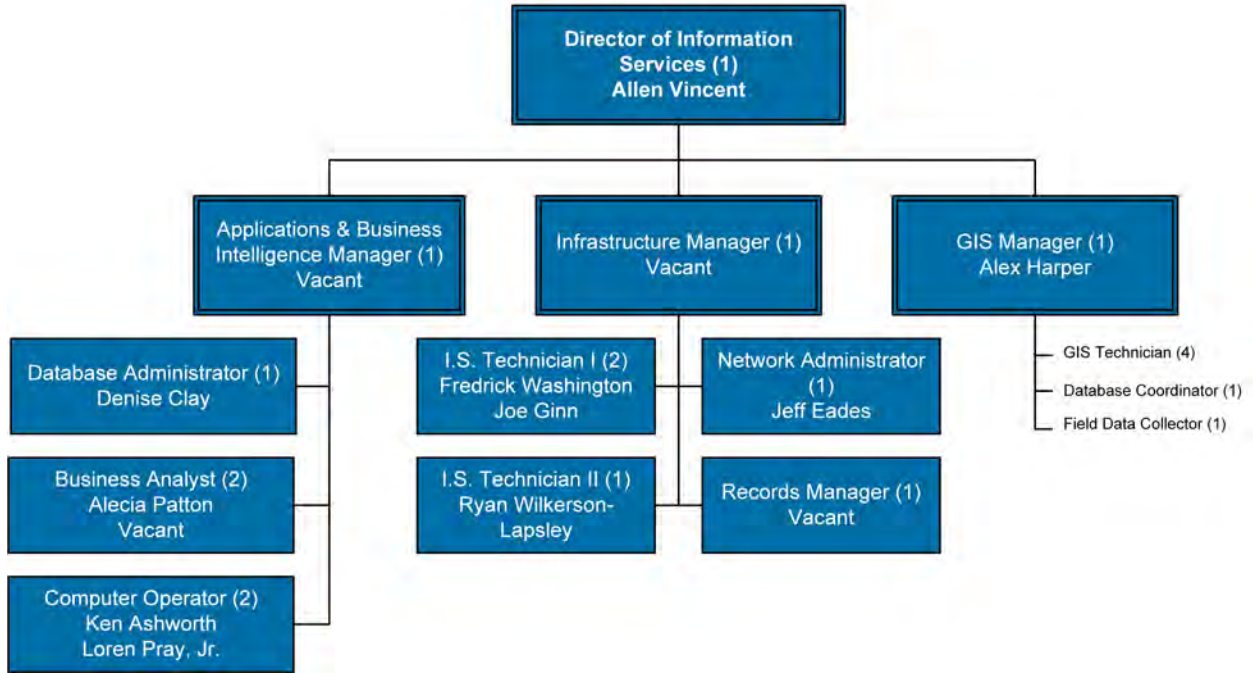 Director of Information
Services (1)
Allen Vincent
Applications & Business
Intelligence Manager (1)
Vacant
Infrastructure Manager (1)
Vacant
GIS Manager (1)
Alex Harper
Database Administrator (1)
Denise Clay
Business Analyst (2)
Alecia Patton
Vacant
Computer Operator (2)
Ken Ashworth
Loren Pray, Jr.
I.S. Technician I (2)
Fredrick Washington
Joe Ginn
Network Administrator
(1)
Jeff Eades
I.S. Technician II (1)
Ryan Wilkerson-
Lapsley
Records Manager (1)
Vacant
GIS Technician (4)
Database Coordinator (1)
Field Data Collector (1)